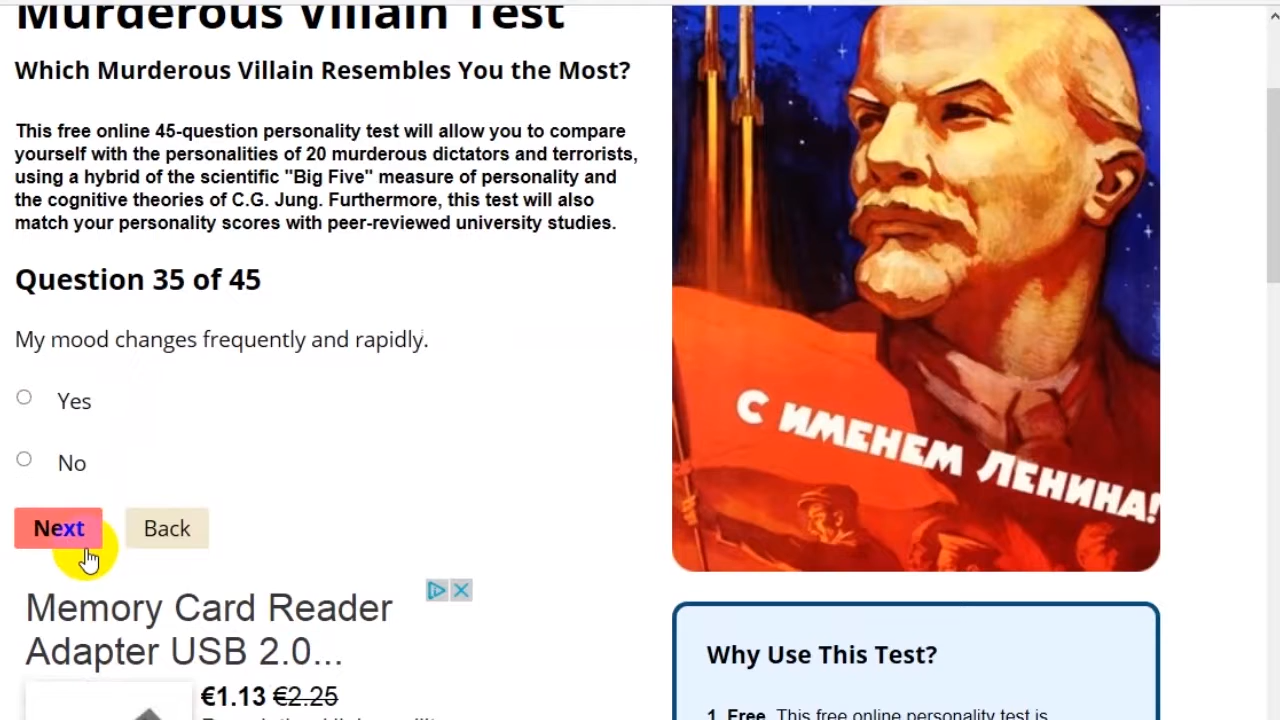 Murderous Villain Test
Which Murderous Villain Resembles You the Most?
This free online 45-question personality test will allow you to compare
yourself with the personalities of 20 murderous dictators and terrorists,
using a hybrid of the scientific "Big Five" measure of personality and
the cognitive theories of C.G. Jung. Furthermore, this test will also
match your personality scores with peer-reviewed university studies.
Question 35 of 45
My mood changes frequently and rapidly.
Yes
No
Next Back
Memory Card Reader
Adapter USB 2.0...
€1.13 €2.25
С ИМЕНЕМ ЛЕНИНА!
Why Use This Test?
1. Free. This free online personality test is